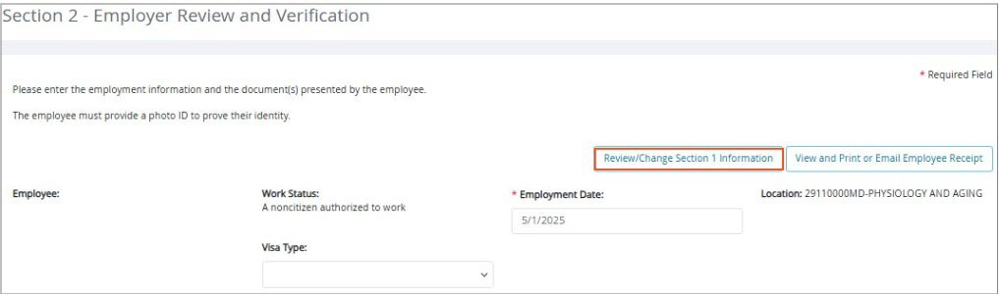 Section 2 - Employer Review and Verification
* Required Field
Please enter the employment information and the document(s) presented by the employee.
The employee must provide a photo ID to prove their identity.
Review/Change Section 1 Information
View and Print or Email Employee Receipt
Employee:
Work Status:
A noncitizen authorized to work
* Employment Date:
5/1/2025
Location: 29110000MD-PHYSIOLOGY AND AGING
Visa Type: